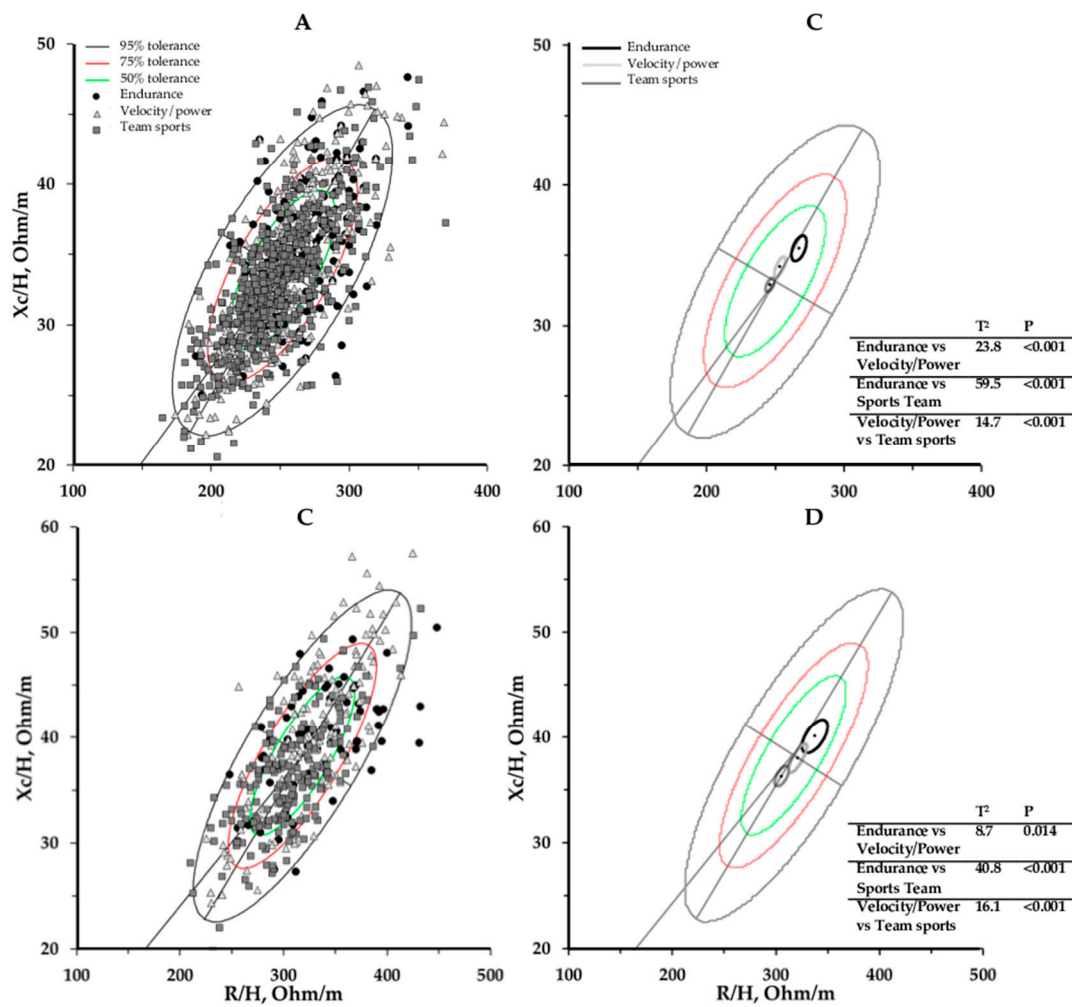 A
50
40
30
20
Xc/H, Ohm/m
95% tolerance
75% tolerance
50% tolerance
Endurance
Velocity/power
Team sports
100 200 300 400
C
50
40
30
20
Endurance
Velocity/power
Team sports
T² P
Endurance vs 23.8 <0.001
Velocity/Power
Endurance vs 59.5 <0.001
Sports Team
Velocity/Power 14.7 <0.001
vs Team sports
100 200 300 400
C
60
50
40
30
20
Xc/H, Ohm/m
100 200 300 400 500
R/H, Ohm/m
D
60
50
40
30
20
Xc/H, Ohm/m
T² P
Endurance vs 8.7 0.014
Velocity/Power
Endurance vs 40.8 <0.001
Sports Team
Velocity/Power 16.1 <0.001
vs Team sports
100 200 300 400 500
R/H, Ohm/m